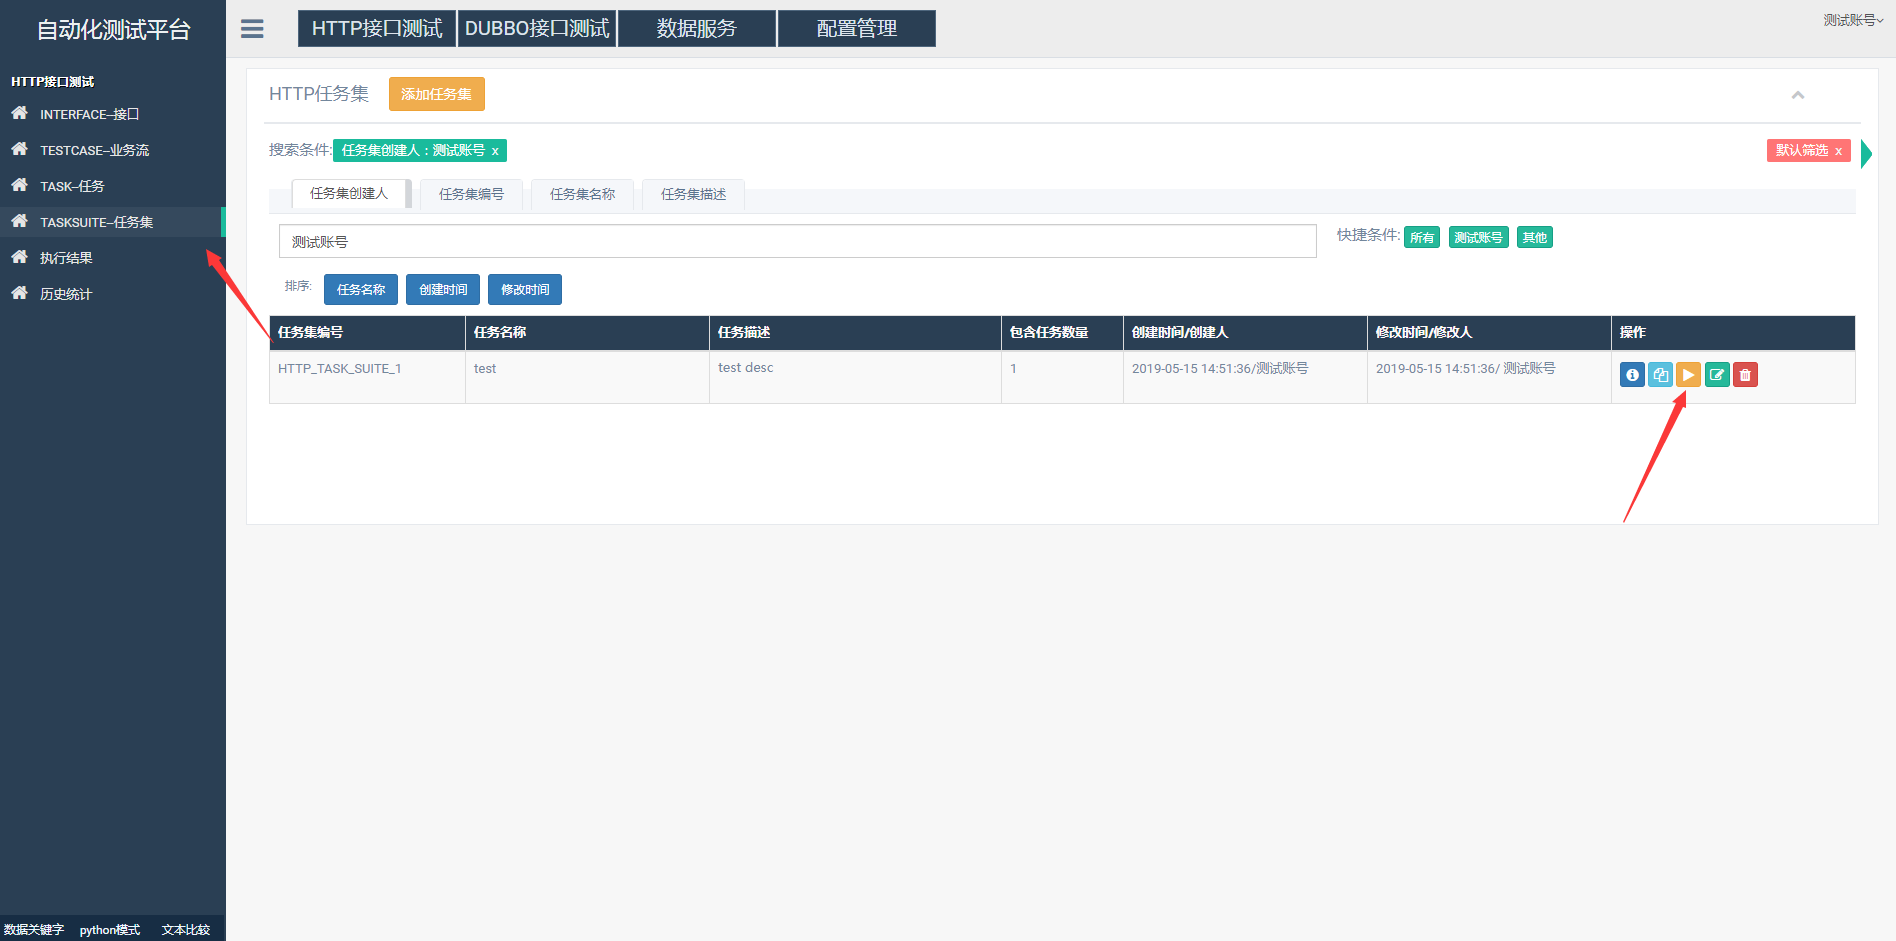 自动化测试平台
HTTP接口测试 DUBBO接口测试 数据服务 配置管理
测试账号
HTTP接口测试
INTERFACE--接口
TESTCASE--业务流
TASK--任务
TASKSUITE--任务集
执行结果
历史统计
HTTP任务集 添加任务集
搜索条件: 任务集创建人：测试账号 x
默认筛选 x
任务集创建人 任务集编号 任务集名称 任务集描述
测试账号
快捷条件: 所有 测试账号 其他
排序: 任务名称 创建时间 修改时间
任务集编号 任务名称 任务描述 包含任务数量 创建时间/创建人 修改时间/修改人 操作
HTTP_TASK_SUITE_1 test test desc 1 2019-05-15 14:51:36/测试账号 2019-05-15 14:51:36/ 测试账号
数据关键字 python模式 文本比较